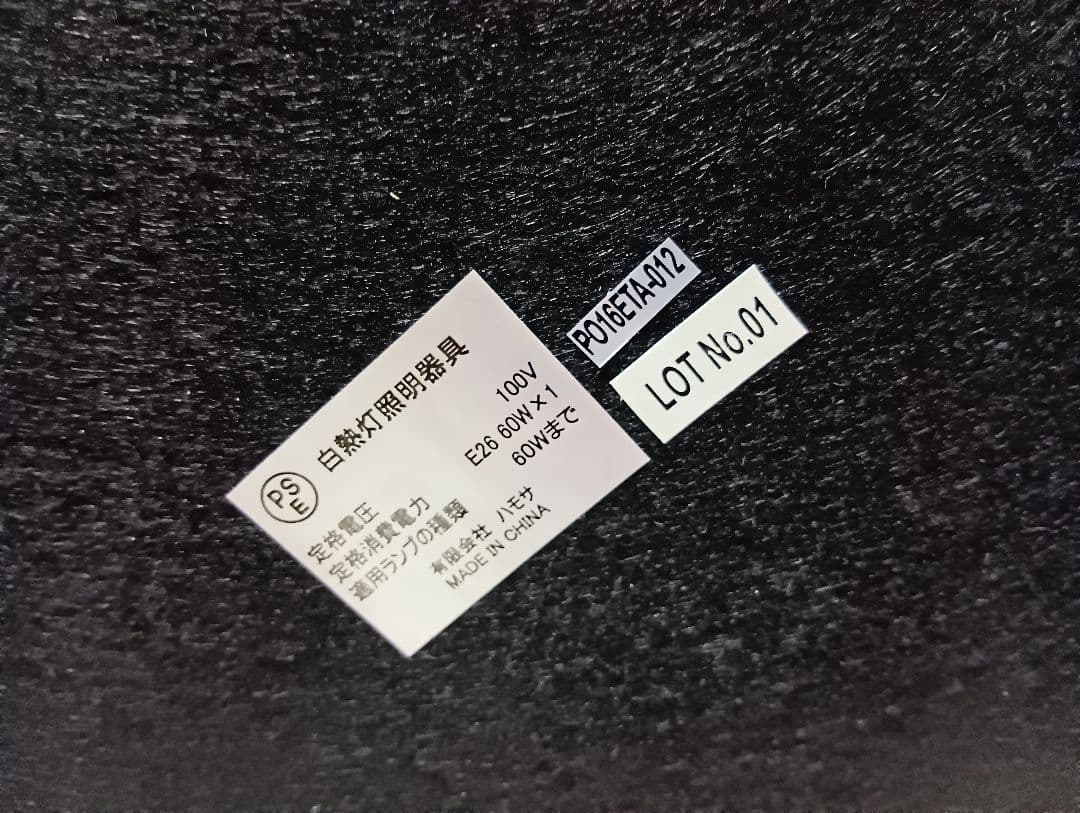 PSE 白熱灯照明器具
定格電圧 100V
定格消費電力 E26 60W×1
適用ランプの種類 60Wまで
有限会社 ハモサ
MADE IN CHINA
PO16ETA-012
LOT No.01